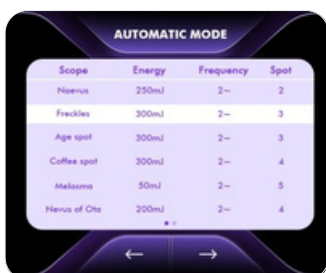 AUTOMATIC MODE
Scope Energy Frequency Spot
Naevus 250mJ 2~ 2
Freckles 300mJ 2~ 3
Age spot 300mJ 2~ 3
Coffee spot 300mJ 2~ 4
Melasma 50mJ 2~ 5
Nevus of Ota 200mJ 2~ 4
← →